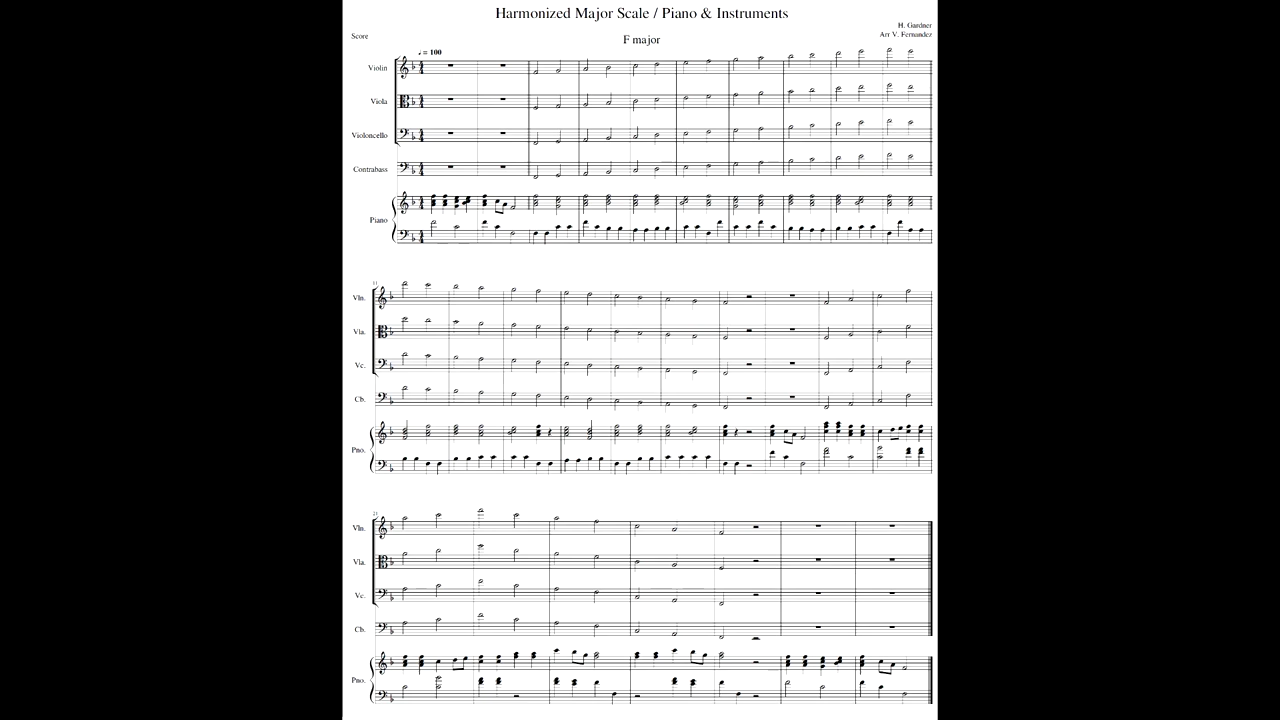 Harmonized Major Scale / Piano & Instruments
H. Gardner
Score
Arr V. Fernandez
F major
♩ = 100
Violin
Viola
Violoncello
Contrabass
Piano
11
Vln.
Vla.
Vc.
Cb.
Pno.
21
Vln.
Vla.
Vc.
Cb.
Pno.